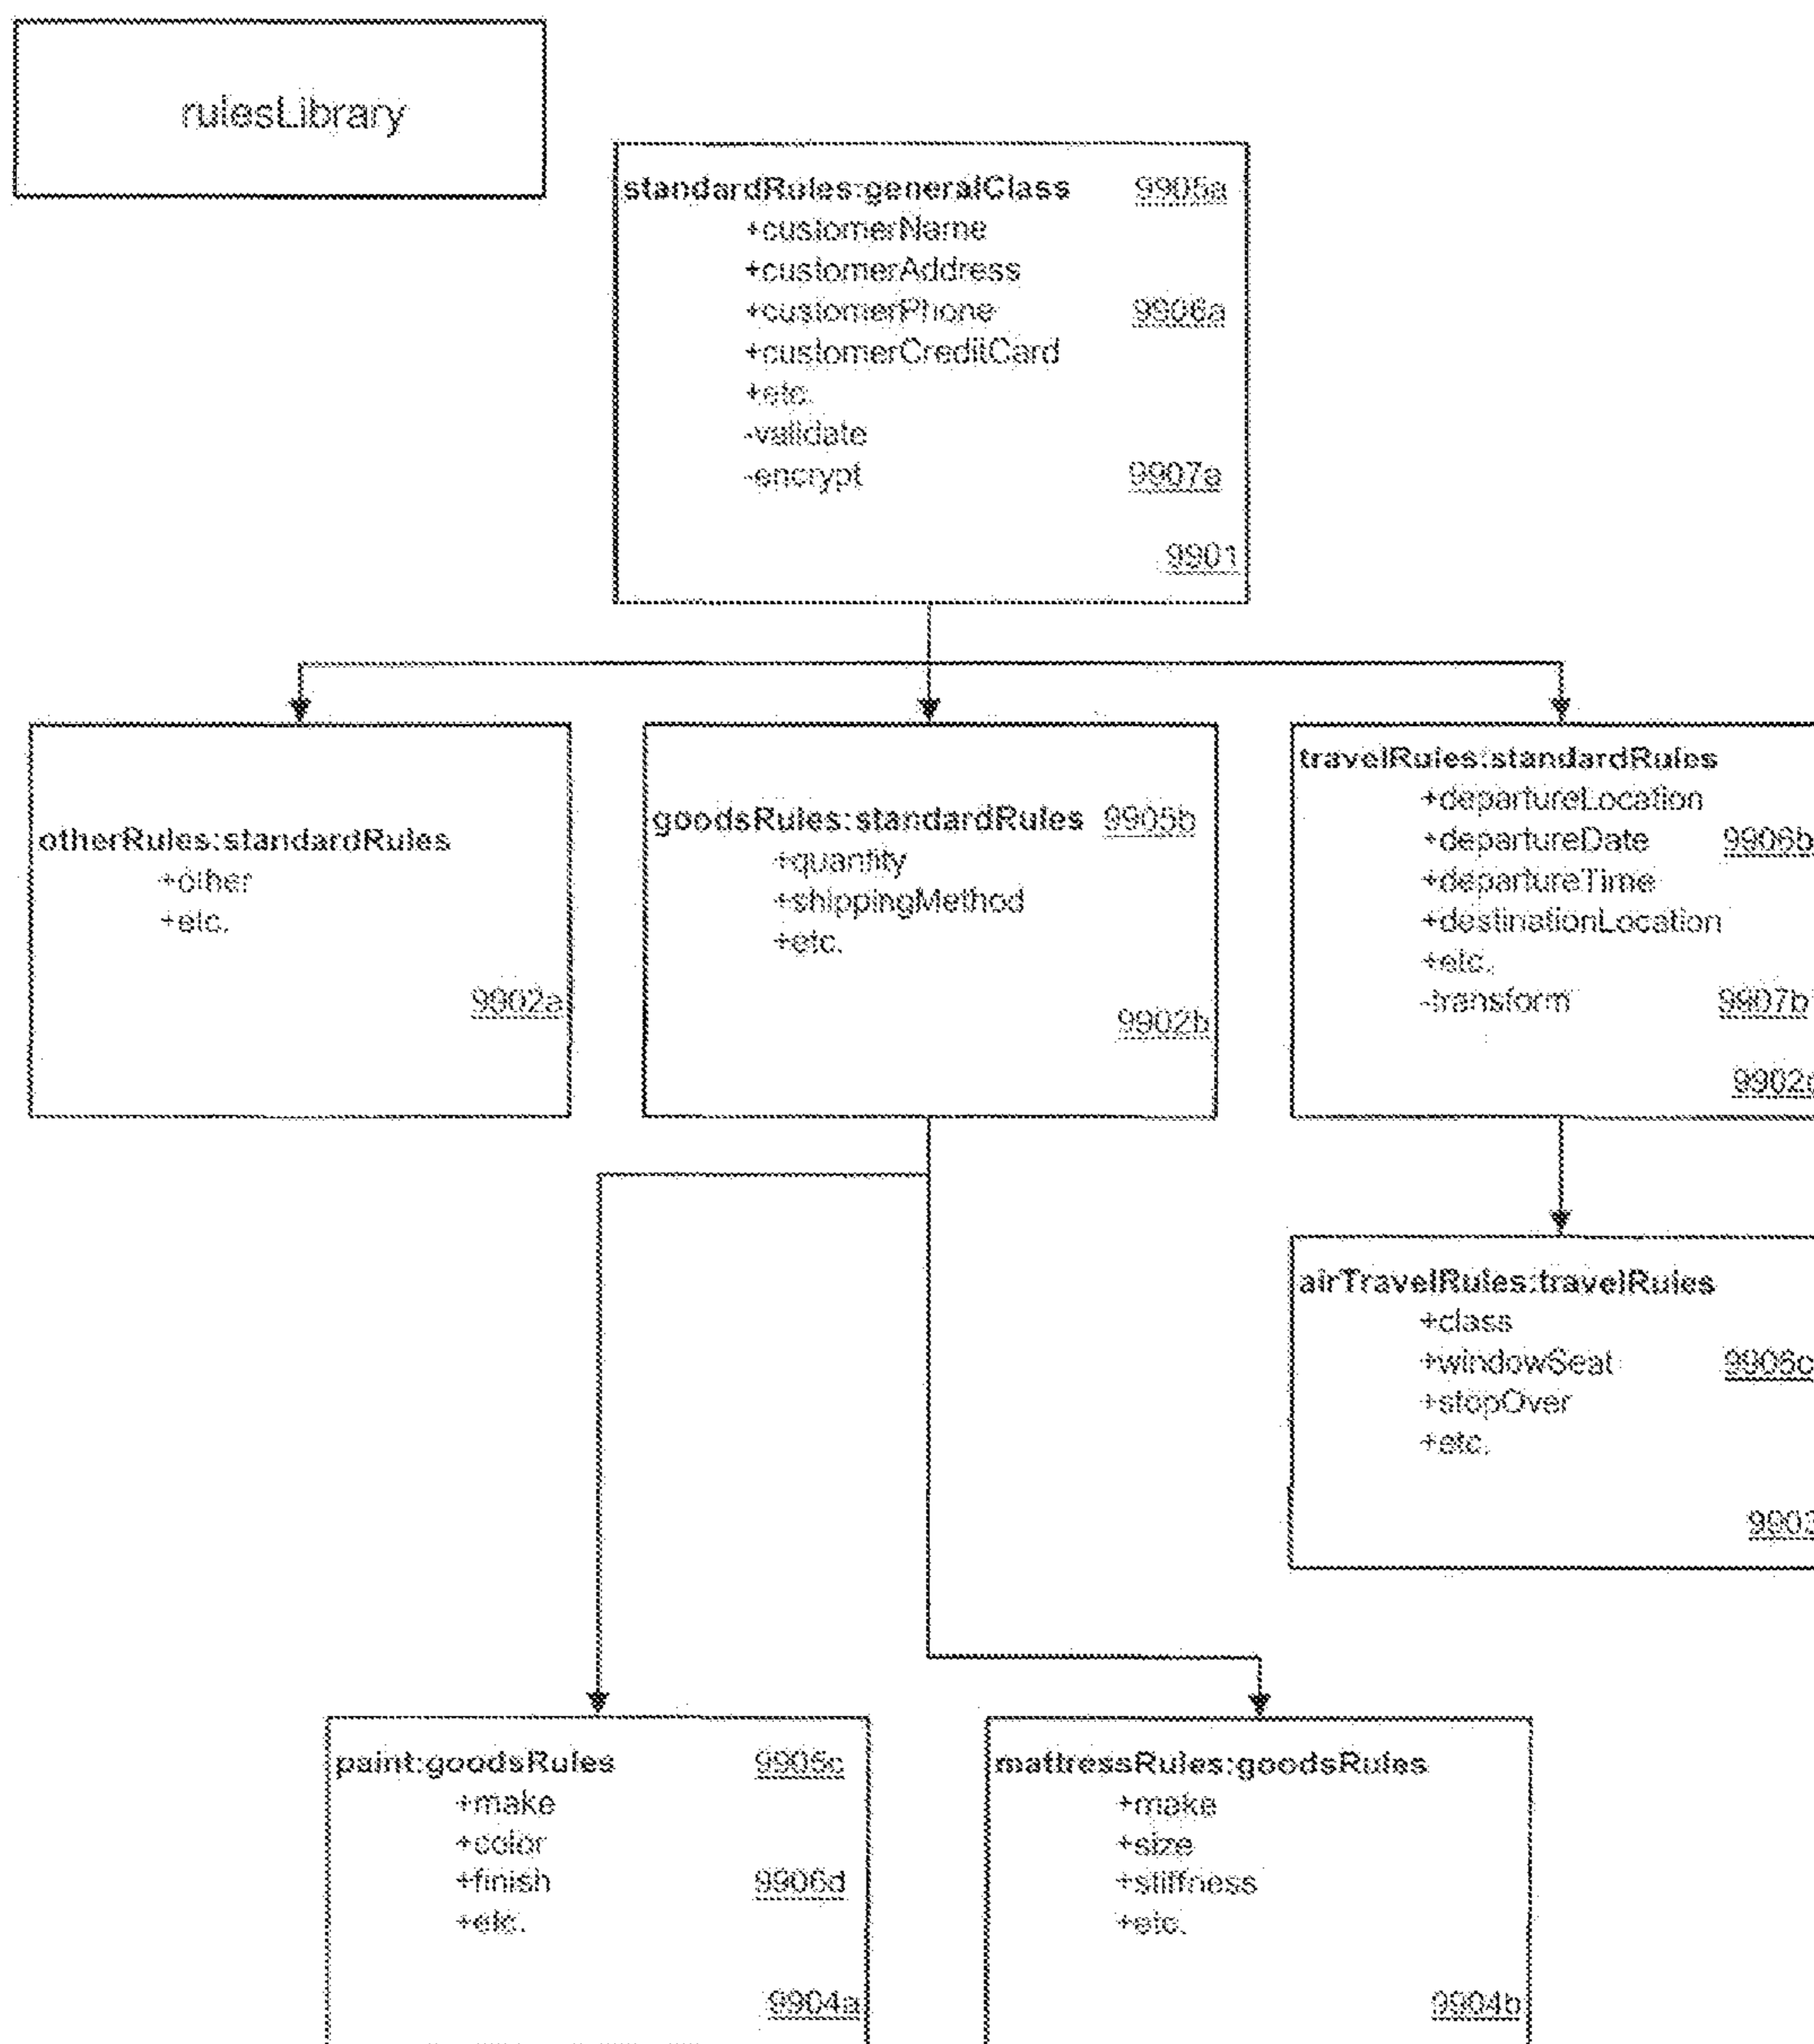 rulesLibrary
standardRules:generalClass 9905a
+customerName
+customerAddress
+customerPhone 9906a
+customerCreditCard
+etc.
-validate
-encrypt 9907a
9901
otherRules:standardRules
+other
+etc.
9902a
goodsRules:standardRules 9905b
+quantity
+shippingMethod
+etc.
9902b
travelRules:standardRules
+departureLocation
+departureDate 9906b
+departureTime
+destinationLocation
+etc.
-transform 9907b
airTravelRules:travelRules
+class
+windowSeat 9906c
+stopOver
+etc.
paint:goodsRules 9905c
+make
+color
+finish 9906d
+etc.
9904a
mattressRules:goodsRules
+make
+size
+stiffness
+etc.
9904b